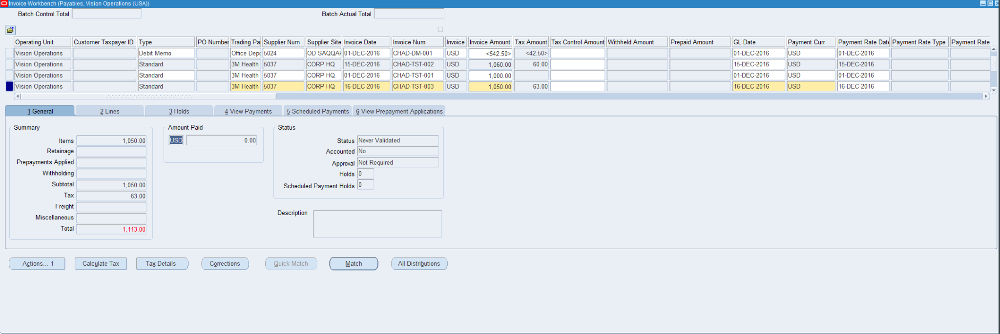 Invoice Workbench (Payables, Vision Operations (USA))
Batch Control Total Batch Actual Total
Operating Unit Customer Taxpayer ID Type PO Number Trading Pa Supplier Num Supplier Site Invoice Date Invoice Num Invoice Invoice Amount Tax Amount Tax Control Amount Withheld Amount Prepaid Amount GL Date Payment Curr Payment Rate Date Payment Rate Type Payment Rate
Vision Operations Debit Memo Office Depo 5024 OD SAQQAF 01-DEC-2016 CHAD-DM-001 USD <542.50> <42.50> 01-DEC-2016 USD 01-DEC-2016
Vision Operations Standard 3M Health 5037 CORP HQ 15-DEC-2016 CHAD-TST-002 USD 1,060.00 60.00 15-DEC-2016 USD 15-DEC-2016
Vision Operations Standard 3M Health 5037 CORP HQ 01-DEC-2016 CHAD-TST-001 USD 1,000.00 01-DEC-2016 USD 01-DEC-2016
Vision Operations Standard 3M Health 5037 CORP HQ 16-DEC-2016 CHAD-TST-003 USD 1,050.00 63.00 16-DEC-2016 USD 16-DEC-2016
1 General 2 Lines 3 Holds 4 View Payments 5 Scheduled Payments 6 View Prepayment Applications
Summary Amount Paid Status
Items 1,050.00 USD 0.00 Status Never Validated
Retainage Accounted No
Prepayments Applied Approval Not Required
Withholding Holds 0
Subtotal 1,050.00 Scheduled Payment Holds 0
Tax 63.00
Freight
Miscellaneous Description
Total 1,113.00
Actions... 1 Calculate Tax Tax Details Corrections Quick Match Match All Distributions